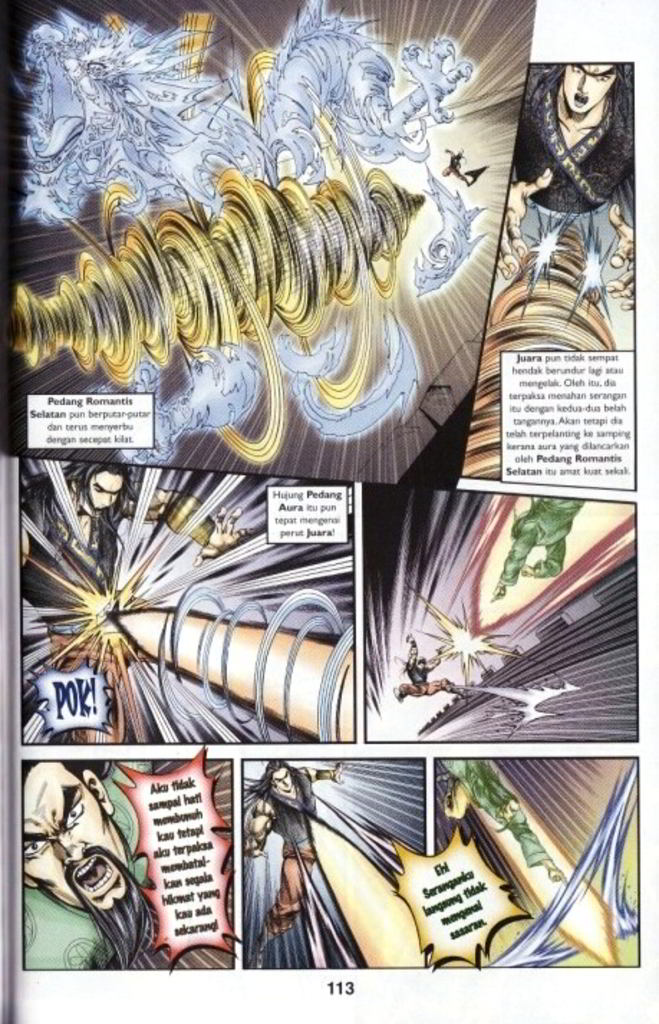 Pedang Romantis
Selatan pun berputar-putar
dan terus menyerbu
dengan secepat kilat.
Juara pun tidak sempat
hendak berundur lagi atau
mengelak. Oleh itu, dia
terpaksa menahan serangan
itu dengan kedua-dua belah
tangannya. Akan tetapi dia
telah terpelanting ke samping
kerana aura yang dilancarkan
oleh Pedang Romantis
Selatan itu amat kuat sekali.
Hujung Pedang
Aura itu pun
tepat mengenai
perut Juara!
POK!
Aku tidak
sampai hati
membunuh
kau tetapi
aku terpaksa
membatal-
kan segala
hikmat yang
kau ada
sekarang!
Eh!
Seranganku
langsung tidak
mengenai
sasaran.
113